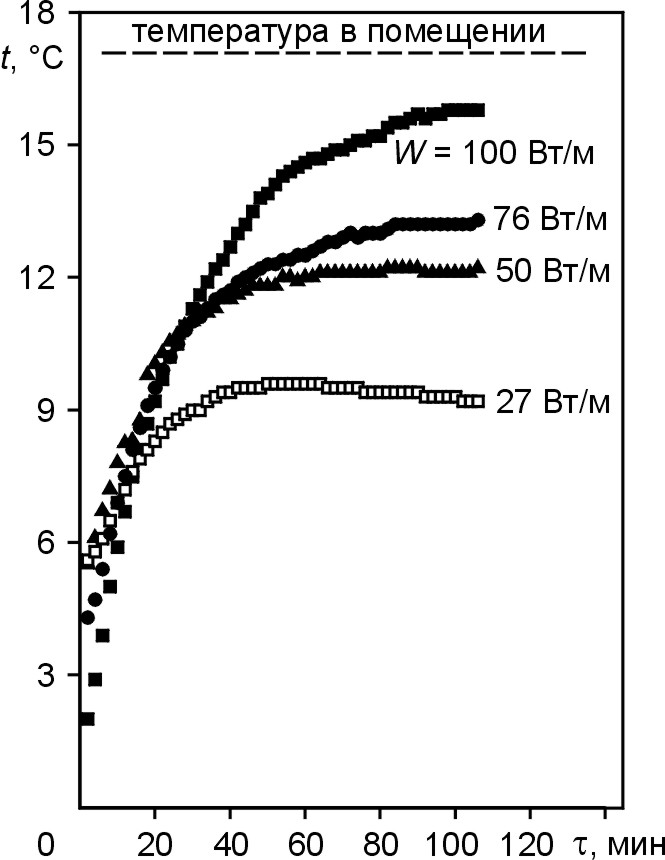 18
температура в помещении
t, °C
15
W = 100 Вт/м
76 Вт/м
12
50 Вт/м
9
27 Вт/м
6
3
0 20 40 60 80 100 τ, мин